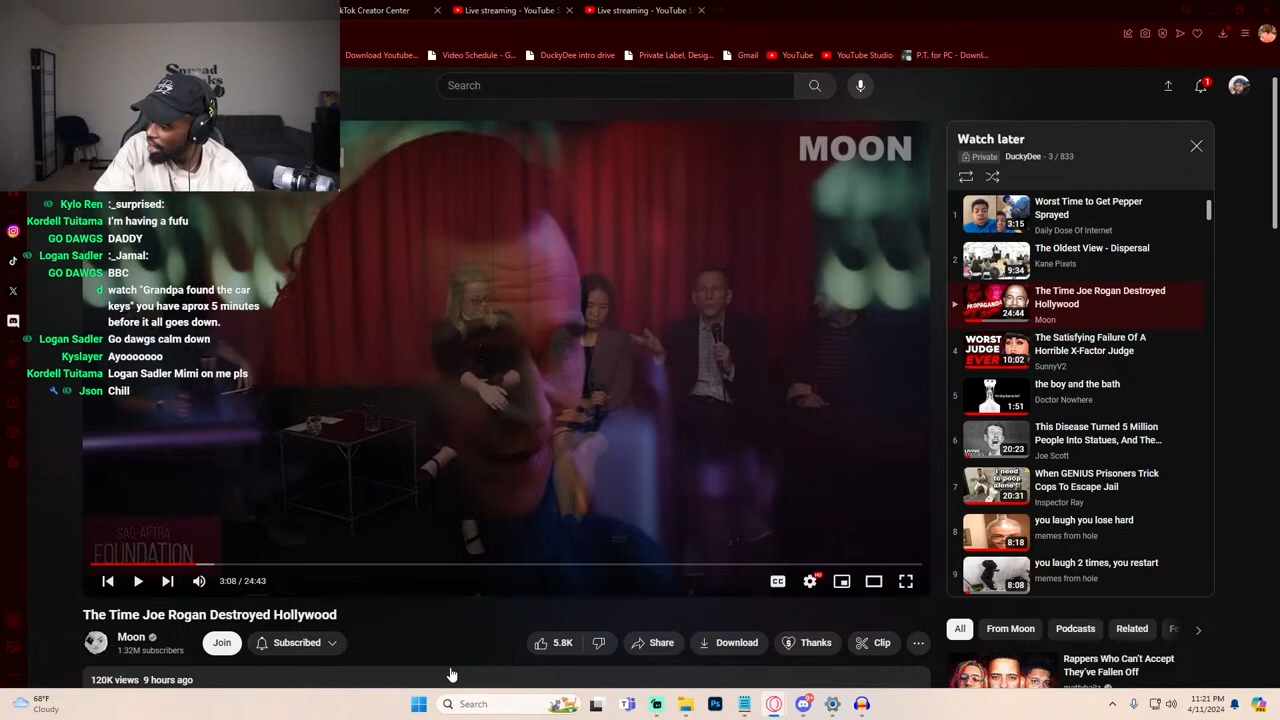 kTok Creator Center
Live streaming - YouTube S
Live streaming - YouTube S
Download Youtube...
Video Schedule - G...
DuckyDee intro drive
Private Label, Desig...
Gmail
YouTube
YouTube Studio
P.T. for PC - Downl...
Search
1
MOON
Kylo Ren :_surprised:
Kordell Tuitama I'm having a fufu
GO DAWGS DADDY
Logan Sadler :_Jamal:
GO DAWGS BBC
d watch "Grandpa found the car
keys" you have aprox 5 minutes
before it all goes down.
Logan Sadler Go dawgs calm down
Kyslayer Ayooooooo
Kordell Tuitama Logan Sadler Mimi on me pls
Json Chill
SAG-AFTRA
FOUNDATION
3:08 / 24:43
CC
HD
The Time Joe Rogan Destroyed Hollywood
Moon
1.32M subscribers
Join
Subscribed
5.8K
Share
Download
Thanks
Clip
120K views 9 hours ago
Watch later
Private DuckyDee - 3 / 833
1
3:15
Worst Time to Get Pepper
Sprayed
Daily Dose Of Internet
2
9:34
The Oldest View - Dispersal
Kane Pixels
PROPAGANDA
24:44
The Time Joe Rogan Destroyed
Hollywood
Moon
4
WORST
JUDGE
EVER
10:02
The Satisfying Failure Of A
Horrible X-Factor Judge
SunnyV2
5
1:51
the boy and the bath
Doctor Nowhere
6
LIVING
STATUES
20:23
This Disease Turned 5 Million
People Into Statues, And The...
Joe Scott
7
I need
to poop
alone!!
20:31
When GENIUS Prisoners Trick
Cops To Escape Jail
Inspector Ray
8
8:18
you laugh you lose hard
memes from hole
9
8:08
you laugh 2 times, you restart
memes from hole
All
From Moon
Podcasts
Related
Rappers Who Can't Accept
They've Fallen Off
68°F
Cloudy
Search
11:21 PM
4/11/2024